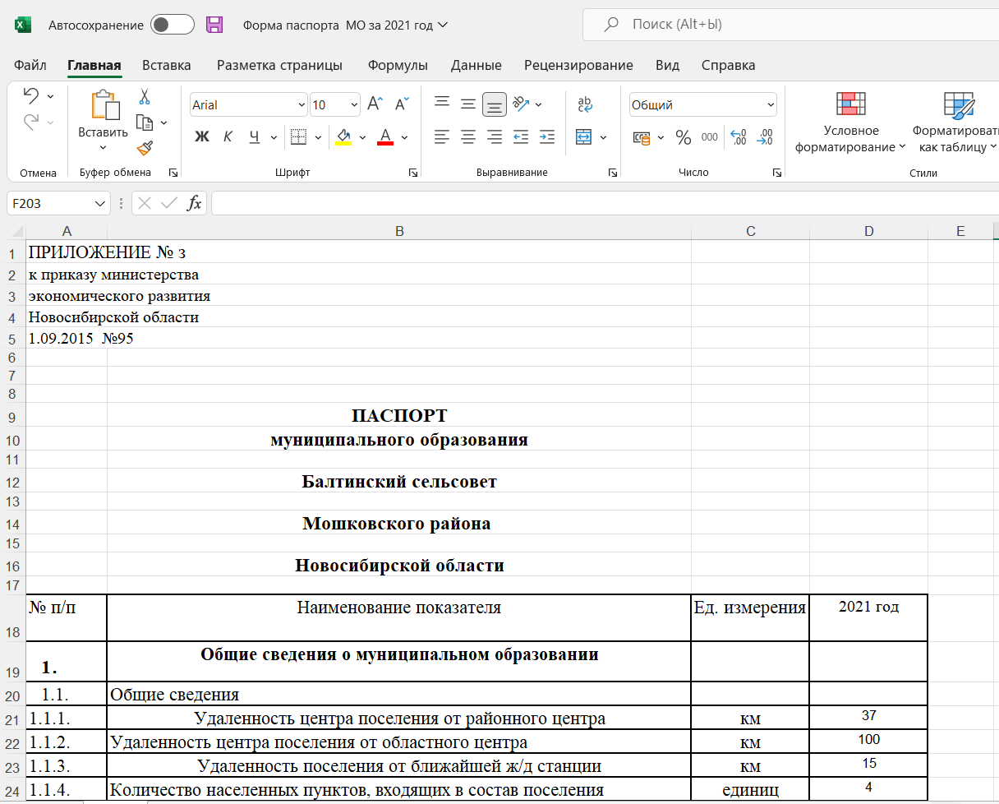 Автосохранение Форма паспорта МО за 2021 год Поиск (Alt+Ы)
Файл Главная Вставка Разметка страницы Формулы Данные Рецензирование Вид Справка
Arial 10 Общий
Вставить
Ж К Ч % 000
Условное форматирование
Форматировать как таблицу
Отмена Буфер обмена Шрифт Выравнивание Число Стили
F203 fx
A B C D E
1 ПРИЛОЖЕНИЕ № 3
2 к приказу министерства
3 экономического развития
4 Новосибирской области
5 1.09.2015 №95
6
7
8
9 ПАСПОРТ
10 муниципального образования
11
12 Балтинский сельсовет
13
14 Мошковского района
15
16 Новосибирской области
17
18 № п/п Наименование показателя Ед. измерения 2021 год
19 1. Общие сведения о муниципальном образовании
20 1.1. Общие сведения
21 1.1.1. Удаленность центра поселения от районного центра км 37
22 1.1.2. Удаленность центра поселения от областного центра км 100
23 1.1.3. Удаленность поселения от ближайшей ж/д станции км 15
24 1.1.4. Количество населенных пунктов, входящих в состав поселения единиц 4